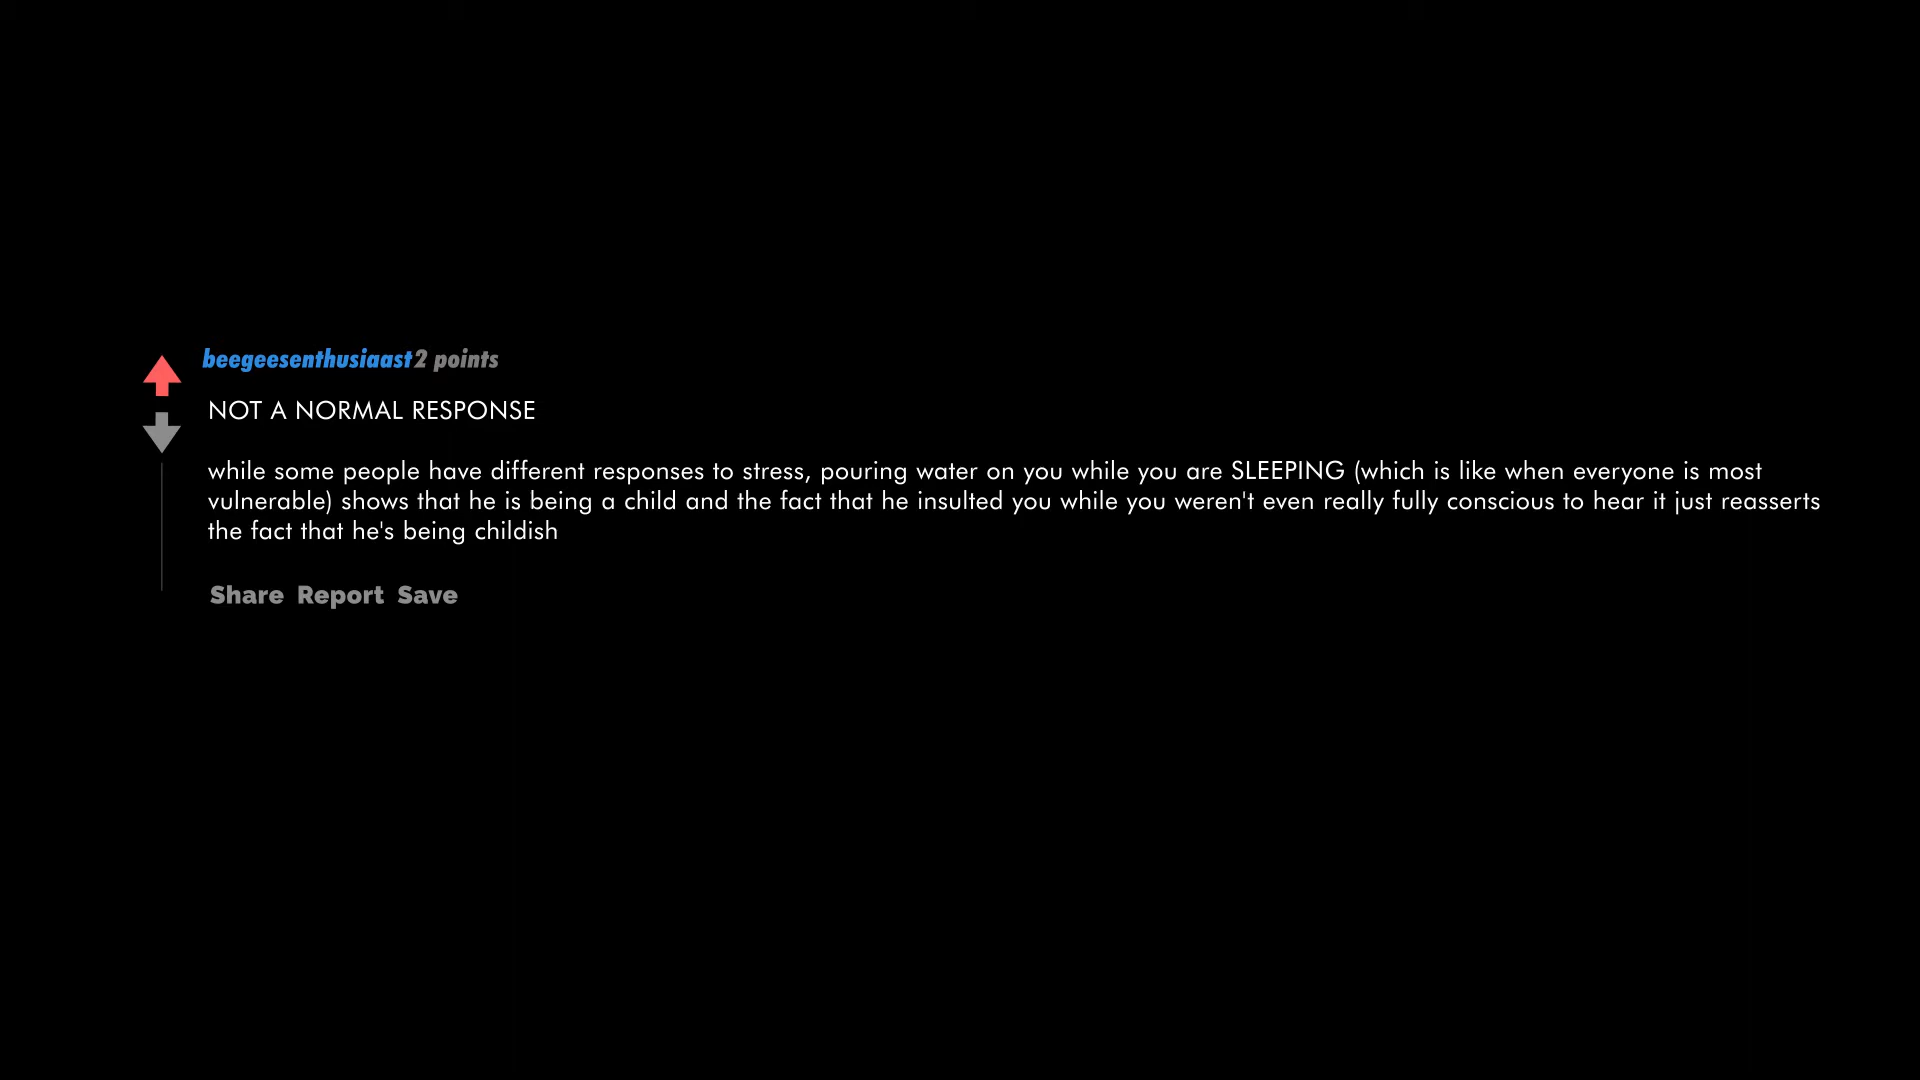 beegeesenthusiaast 2 points
NOT A NORMAL RESPONSE
while some people have different responses to stress, pouring water on you while you are SLEEPING (which is like when everyone is most
vulnerable) shows that he is being a child and the fact that he insulted you while you weren't even really fully conscious to hear it just reasserts
the fact that he's being childish
Share Report Save